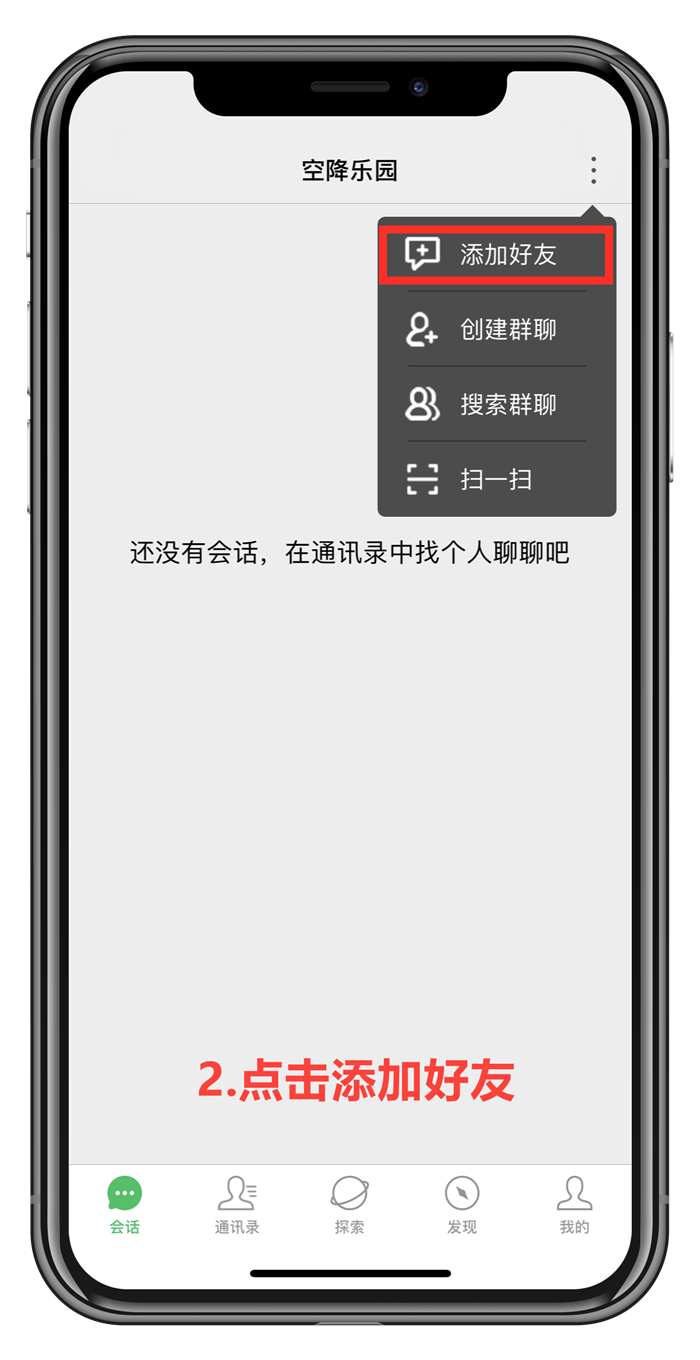 空降乐园
添加好友
创建群聊
搜索群聊
扫一扫
还没有会话，在通讯录中找个人聊聊吧
2.点击添加好友
会话
通讯录
探索
发现
我的